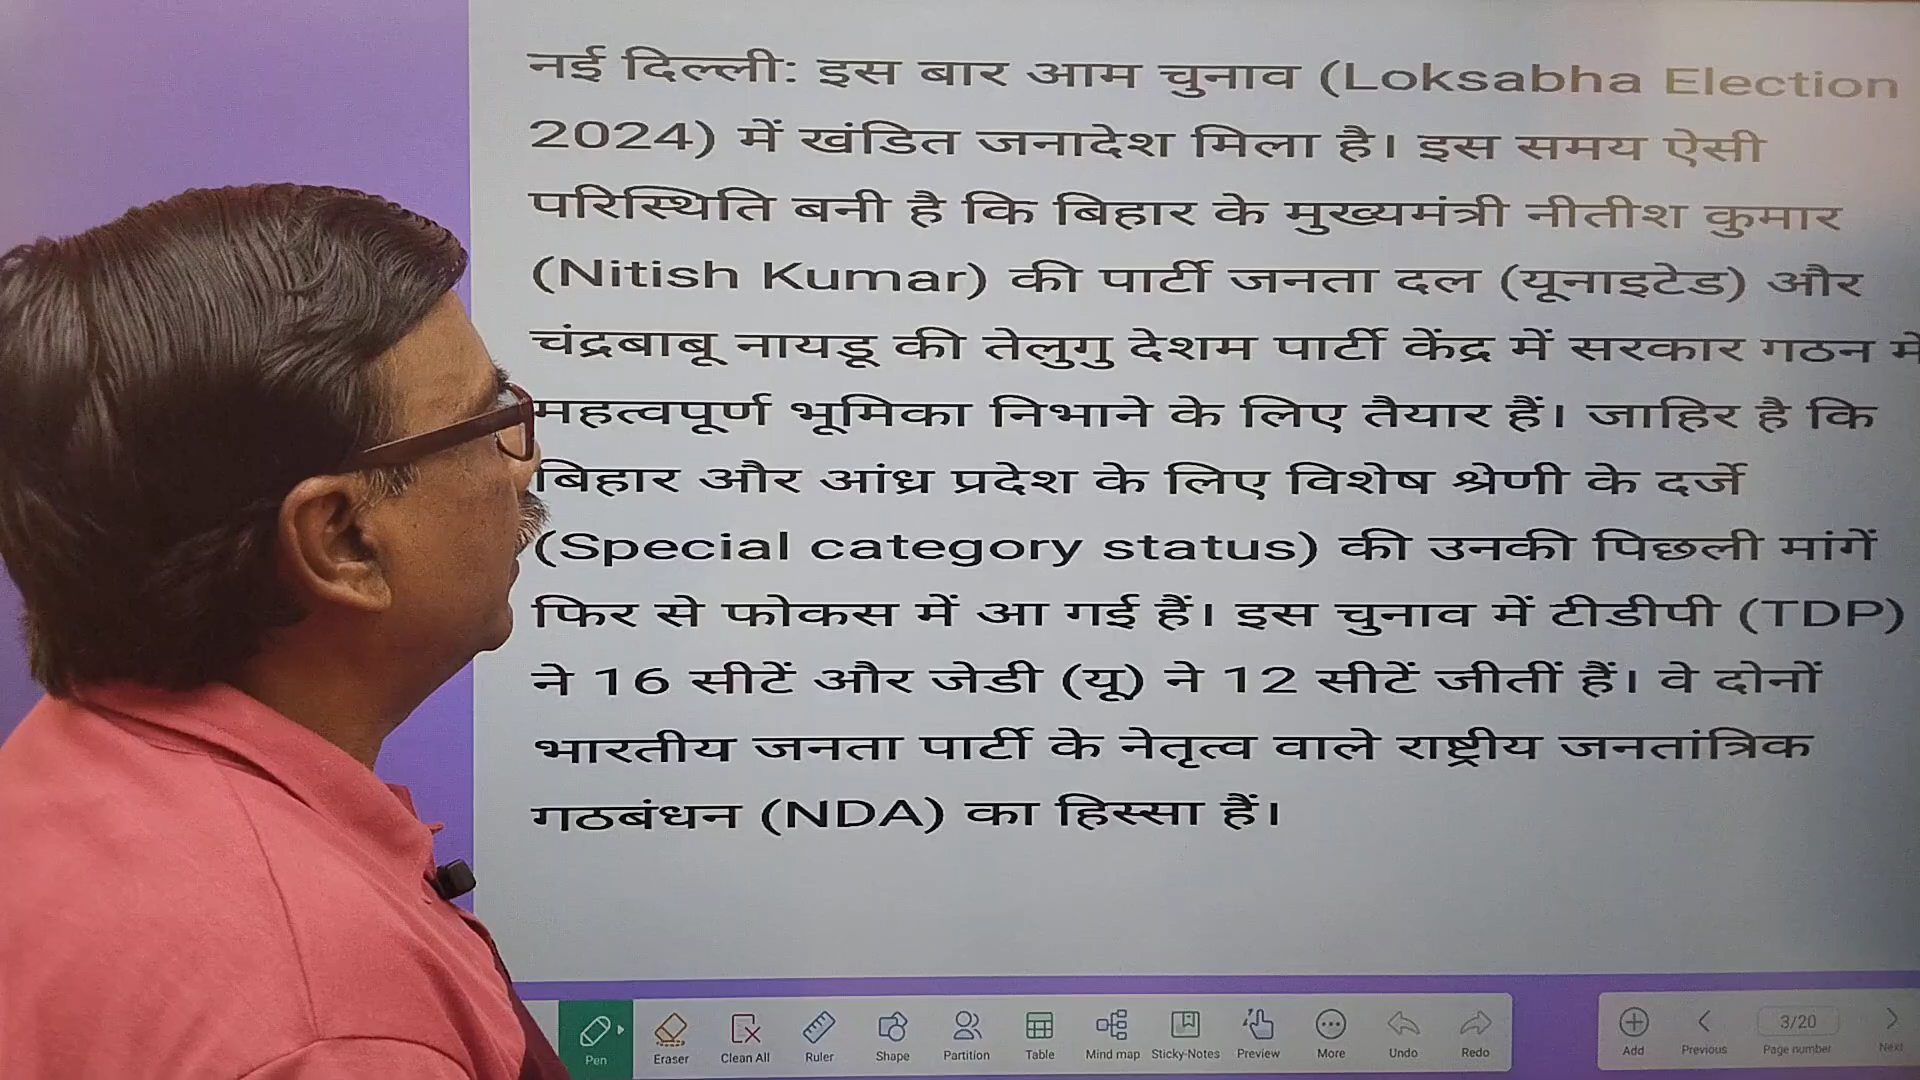 नई दिल्ली: इस बार आम चुनाव (Loksabha Election
2024) में खंडित जनादेश मिला है। इस समय ऐसी
परिस्थिति बनी है कि बिहार के मुख्यमंत्री नीतीश कुमार
(Nitish Kumar) की पार्टी जनता दल (यूनाइटेड) और
चंद्रबाबू नायडू की तेलुगु देशम पार्टी केंद्र में सरकार गठन में
महत्वपूर्ण भूमिका निभाने के लिए तैयार हैं। जाहिर है कि
बिहार और आंध्र प्रदेश के लिए विशेष श्रेणी के दर्जे
(Special category status) की उनकी पिछली मांगें
फिर से फोकस में आ गई हैं। इस चुनाव में टीडीपी (TDP)
ने 16 सीटें और जेडी (यू) ने 12 सीटें जीतीं हैं। वे दोनों
भारतीय जनता पार्टी के नेतृत्व वाले राष्ट्रीय जनतांत्रिक
गठबंधन (NDA) का हिस्सा हैं।
Pen Eraser Clean All Ruler Shape Partition Table Mind map Sticky-Notes Preview More Undo Redo Add Previous 3/20 Page number Next